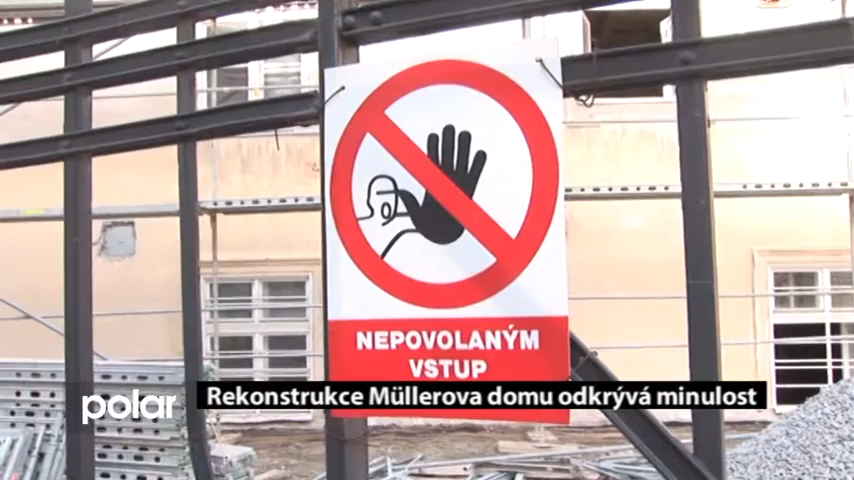 NEPOVOLANÝM
VSTUP
polar
Rekonstrukce Müllerova domu odkrývá minulost